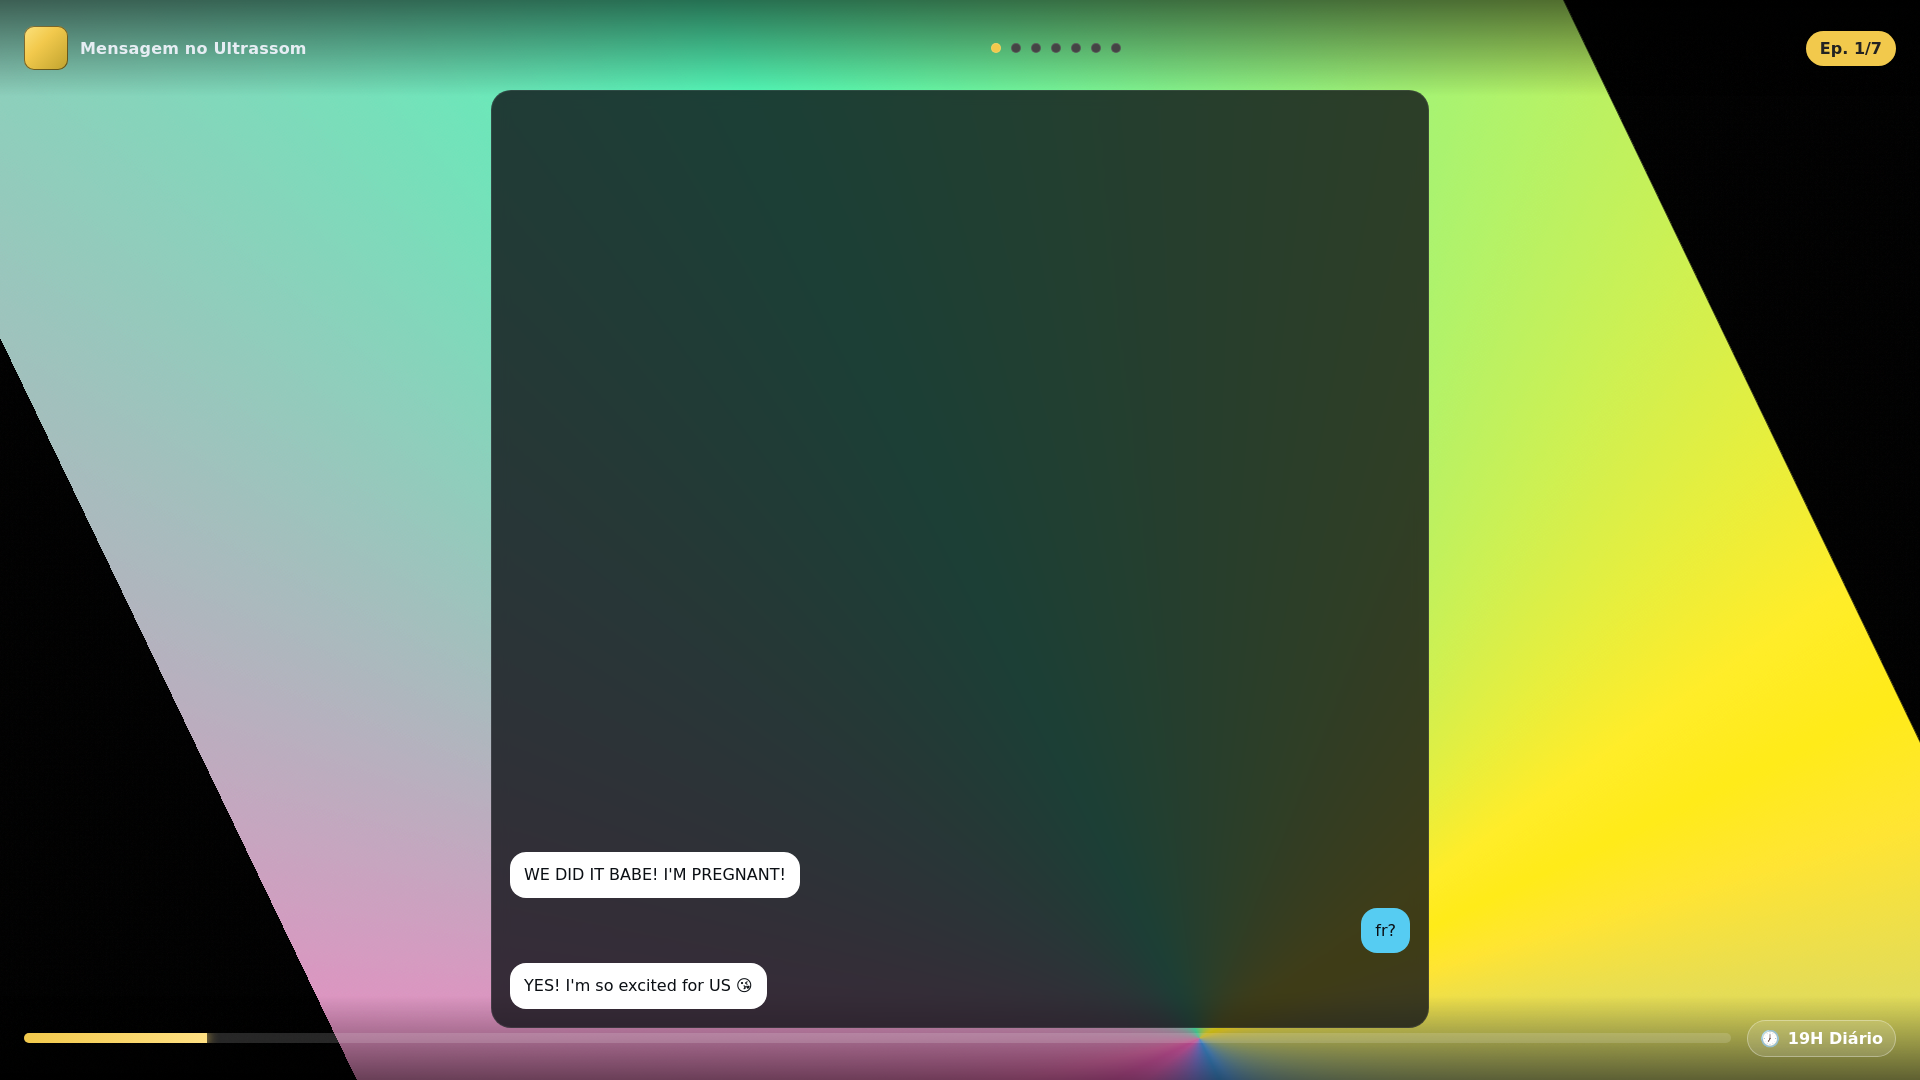 Mensagem no Ultrassom
Ep. 1/7
WE DID IT BABE! I'M PREGNANT!
fr?
YES! I'm so excited for US 😘
🕖 19H Diário